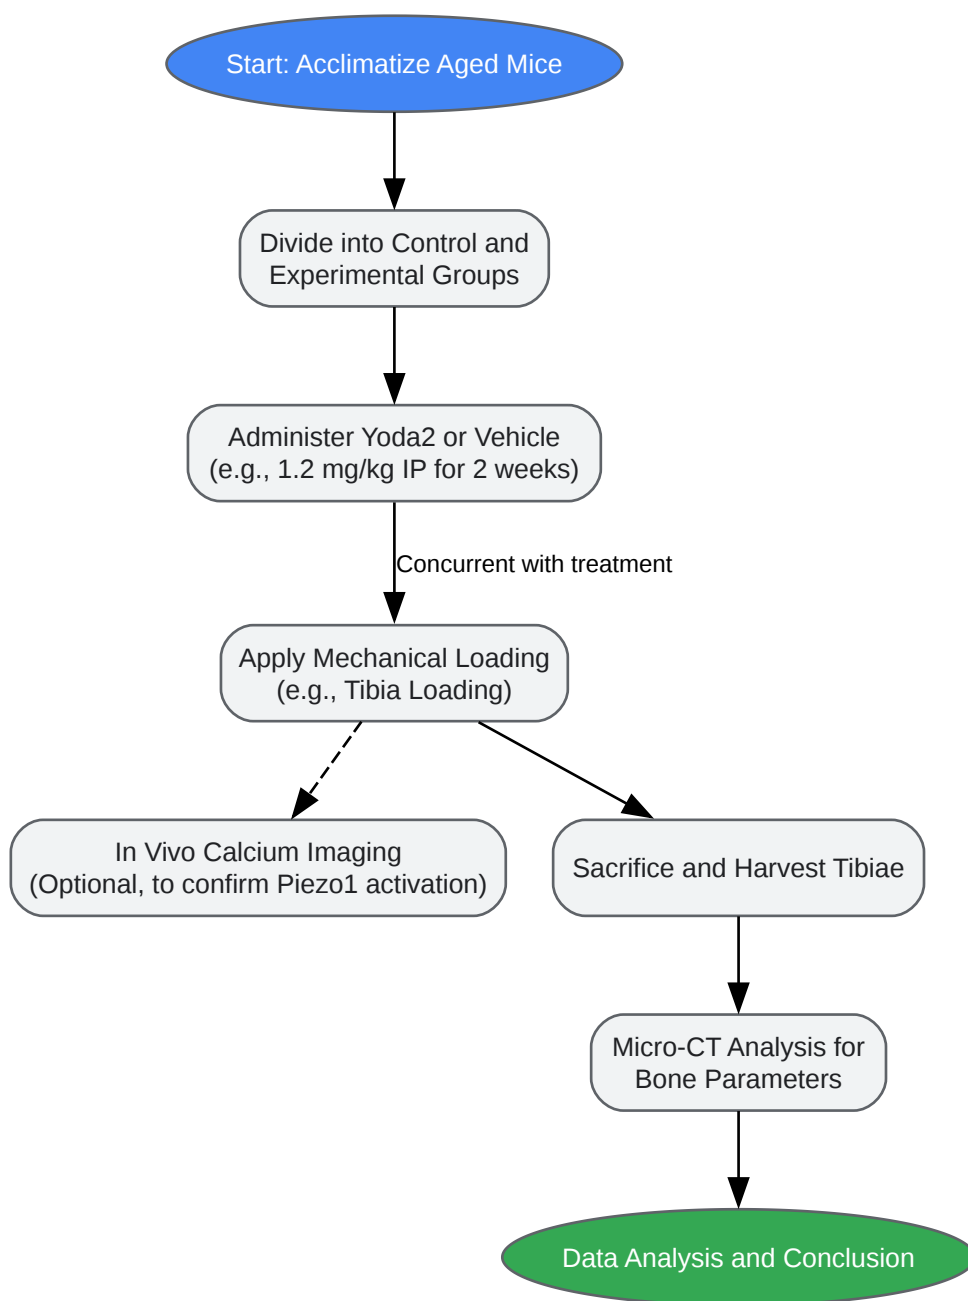 Start: Acclimatize Aged Mice
Divide into Control and
Experimental Groups
Administer Yoda2 or Vehicle
(e.g., 1.2 mg/kg IP for 2 weeks)
Concurrent with treatment
Apply Mechanical Loading
(e.g., Tibia Loading)
In Vivo Calcium Imaging
(Optional, to confirm Piezo1 activation)
Sacrifice and Harvest Tibiae
Micro-CT Analysis for
Bone Parameters
Data Analysis and Conclusion